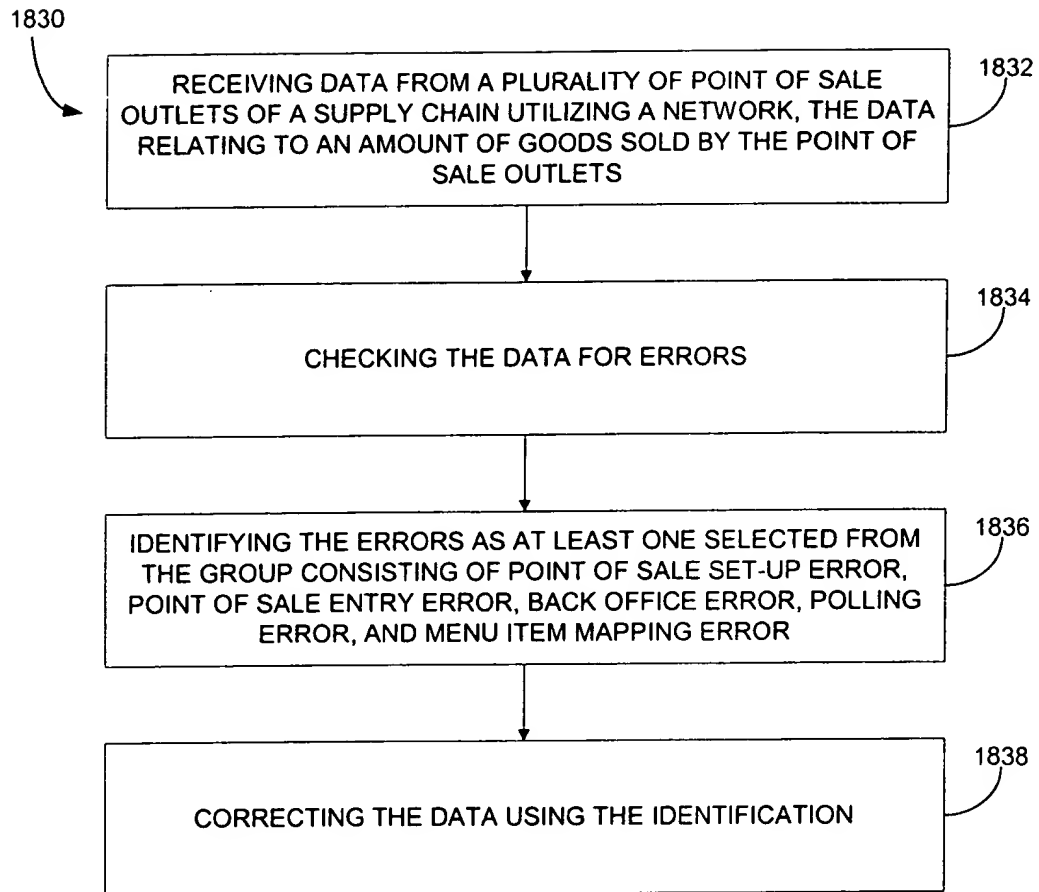 1830
RECEIVING DATA FROM A PLURALITY OF POINT OF SALE
OUTLETS OF A SUPPLY CHAIN UTILIZING A NETWORK, THE DATA
RELATING TO AN AMOUNT OF GOODS SOLD BY THE POINT OF
SALE OUTLETS
1832
CHECKING THE DATA FOR ERRORS
1834
IDENTIFYING THE ERRORS AS AT LEAST ONE SELECTED FROM
THE GROUP CONSISTING OF POINT OF SALE SET-UP ERROR,
POINT OF SALE ENTRY ERROR, BACK OFFICE ERROR, POLLING
ERROR, AND MENU ITEM MAPPING ERROR
1836
CORRECTING THE DATA USING THE IDENTIFICATION
1838